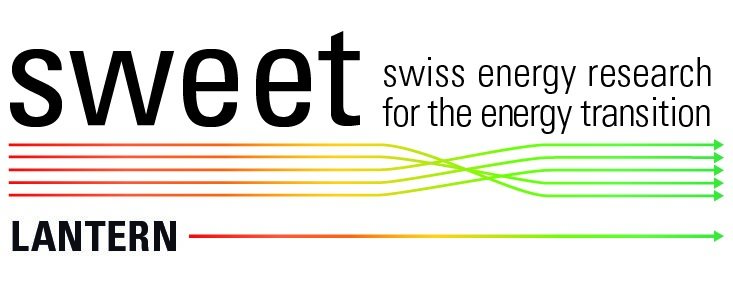 sweet
swiss energy research
for the energy transition
LANTERN